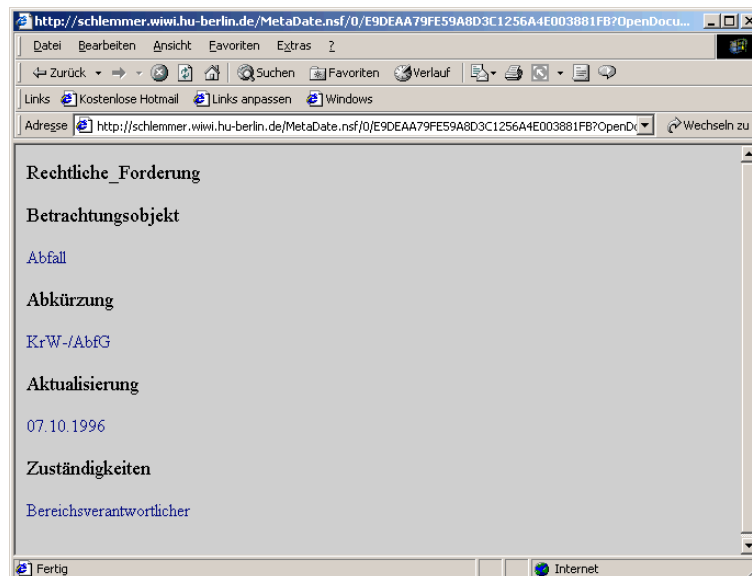 http://schlemmer.wiwi.hu-berlin.de/MetaDate.nsf/0/E9DEAA79FE59A8D3C1256A4E003881FB?OpenDocu...
Datei Bearbeiten Ansicht Favoriten Extras ?
Zurück Suchen Favoriten Verlauf
Links Kostenlose Hotmail Links anpassen Windows
Adresse http://schlemmer.wiwi.hu-berlin.de/MetaDate.nsf/0/E9DEAA79FE59A8D3C1256A4E003881FB?OpenDo Wechseln zu
Rechtliche_Forderung
Betrachtungsobjekt
Abfall
Abkürzung
KrW-/AbfG
Aktualisierung
07.10.1996
Zuständigkeiten
Bereichsverantwortlicher
Fertig Internet